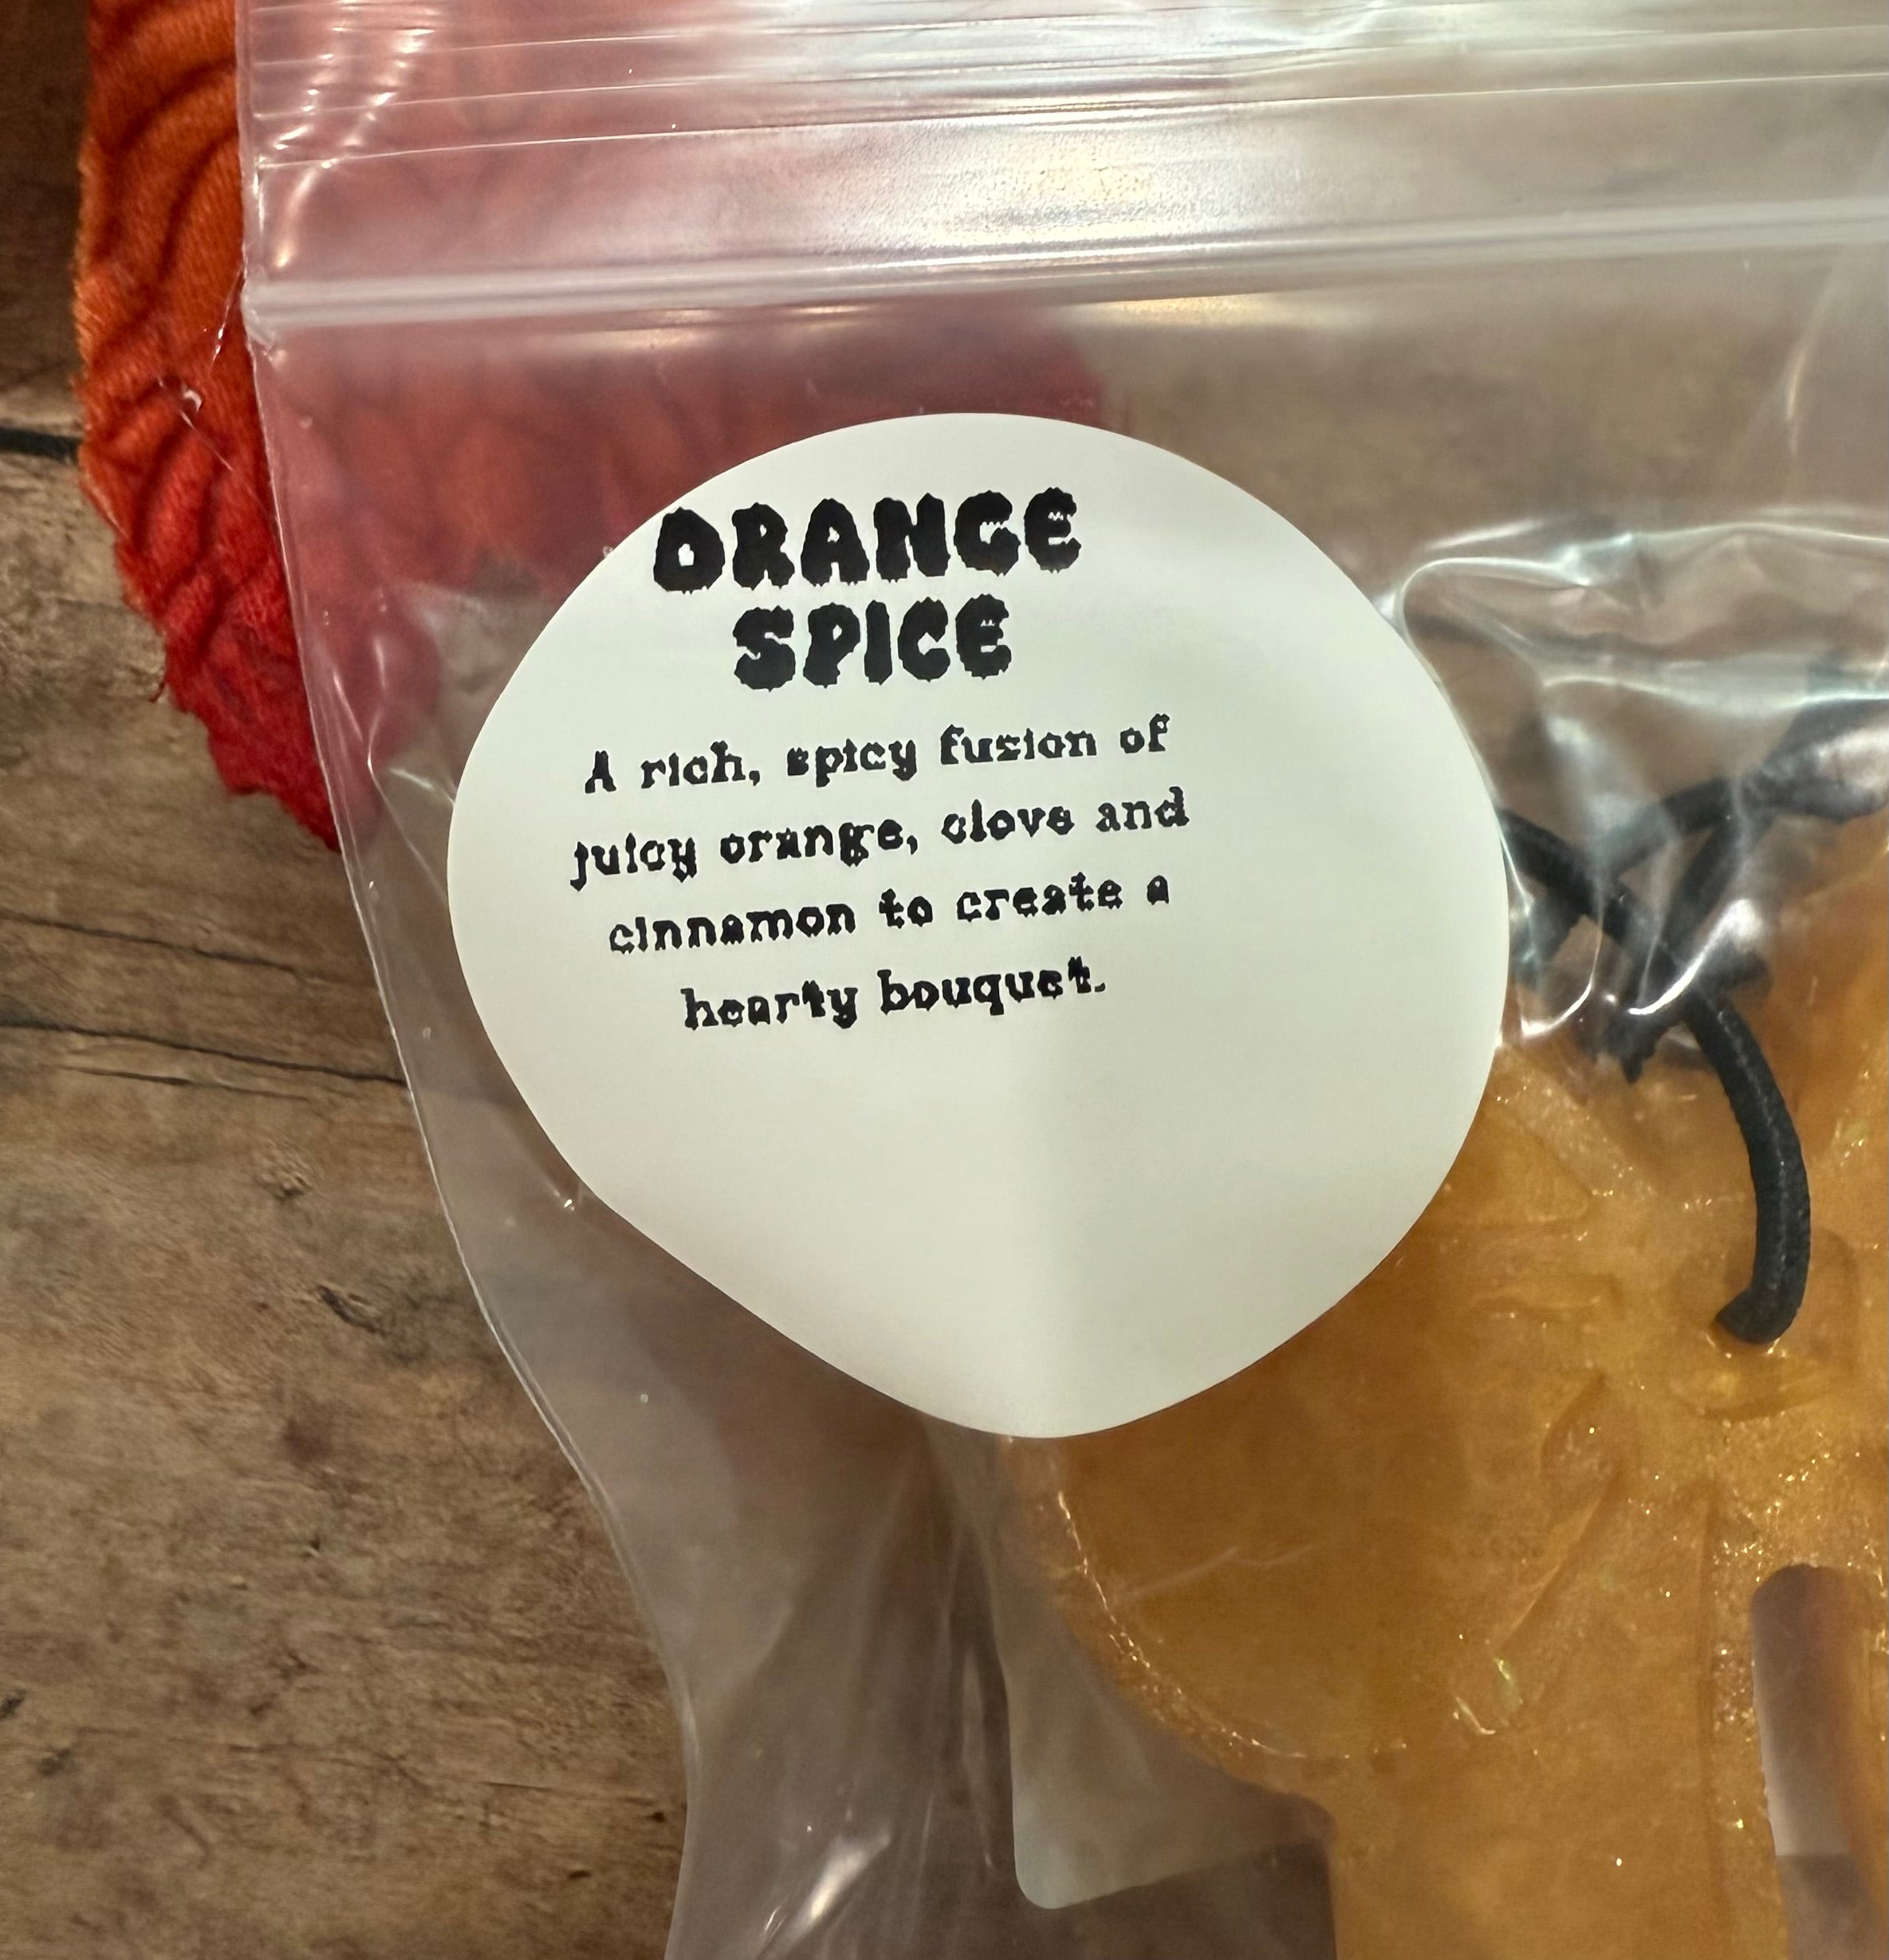 ORANGE
SPICE
A rich, spicy fusion of
juicy orange, clove and
cinnamon to create a
hearty bouquet.